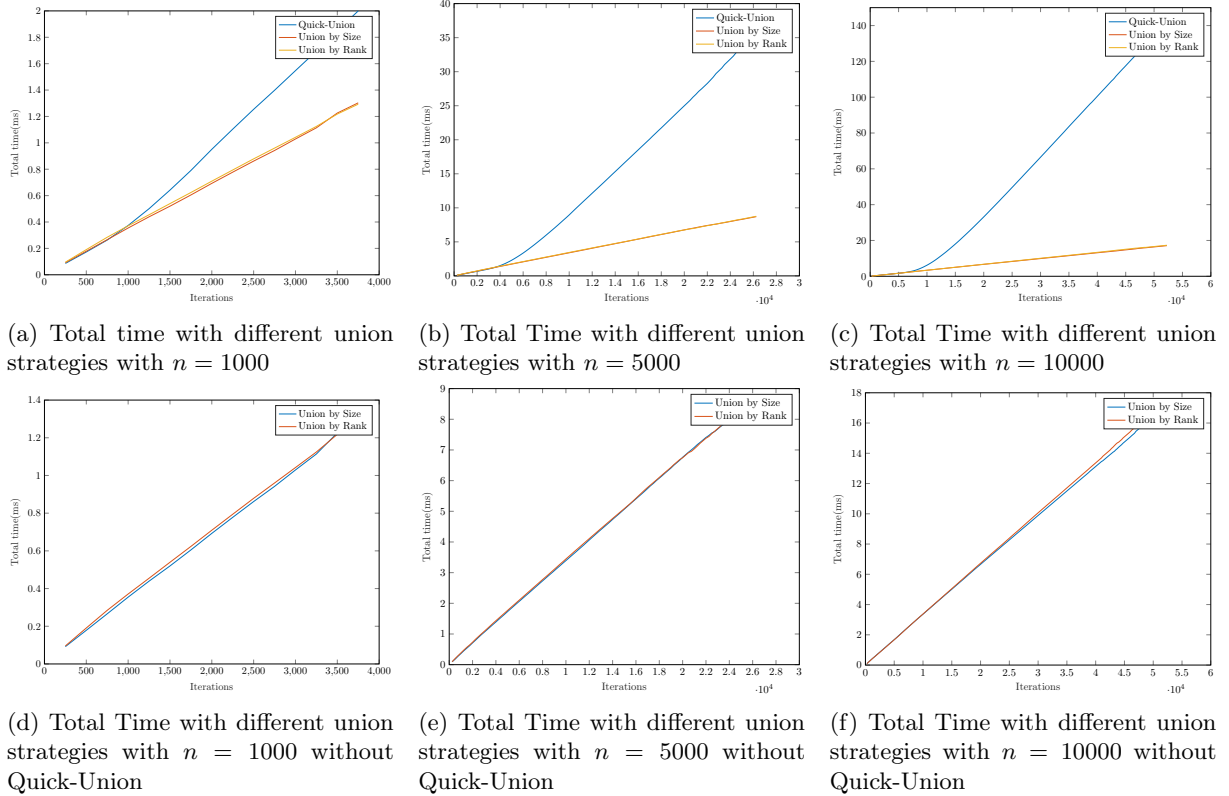 2
1.8
1.6
1.4
1.2
1
0.8
0.6
0.4
0.2
0
Total time(ms)
500
1,000
1,500
2,000
2,500
3,000
3,500
4,000
Iterations
Quick-Union
Union by Size
Union by Rank
(a) Total time with different union
strategies with n = 1000
40
35
30
25
20
15
10
5
0
Total time(ms)
0 0.2 0.4 0.6 0.8 1 1.2 1.4 1.6 1.8 2 2.2 2.4 2.6 2.8 3
·10⁴
Iterations
Quick-Union
Union by Size
Union by Rank
(b) Total Time with different union
strategies with n = 5000
140
120
100
80
60
40
20
0
Total time(ms)
0 0.5 1 1.5 2 2.5 3 3.5 4 4.5 5 5.5 6
·10⁴
Iterations
Quick-Union
Union by Size
Union by Rank
(c) Total Time with different union
strategies with n = 10000
1.4
1.2
1
0.8
0.6
0.4
0.2
0
Total time(ms)
500
1,000
1,500
2,000
2,500
3,000
3,500
4,000
Iterations
Union by Size
Union by Rank
(d) Total Time with different union
strategies with n = 1000 without
Quick-Union
9
8
7
6
5
4
3
2
1
0
Total time(ms)
0 0.2 0.4 0.6 0.8 1 1.2 1.4 1.6 1.8 2 2.2 2.4 2.6 2.8 3
·10⁴
Iterations
Union by Size
Union by Rank
(e) Total Time with different union
strategies with n = 5000 without
Quick-Union
18
16
14
12
10
8
6
4
2
0
Total time(ms)
0 0.5 1 1.5 2 2.5 3 3.5 4 4.5 5 5.5 6
·10⁴
Iterations
Union by Size
Union by Rank
(f) Total Time with different union
strategies with n = 10000 without
Quick-Union